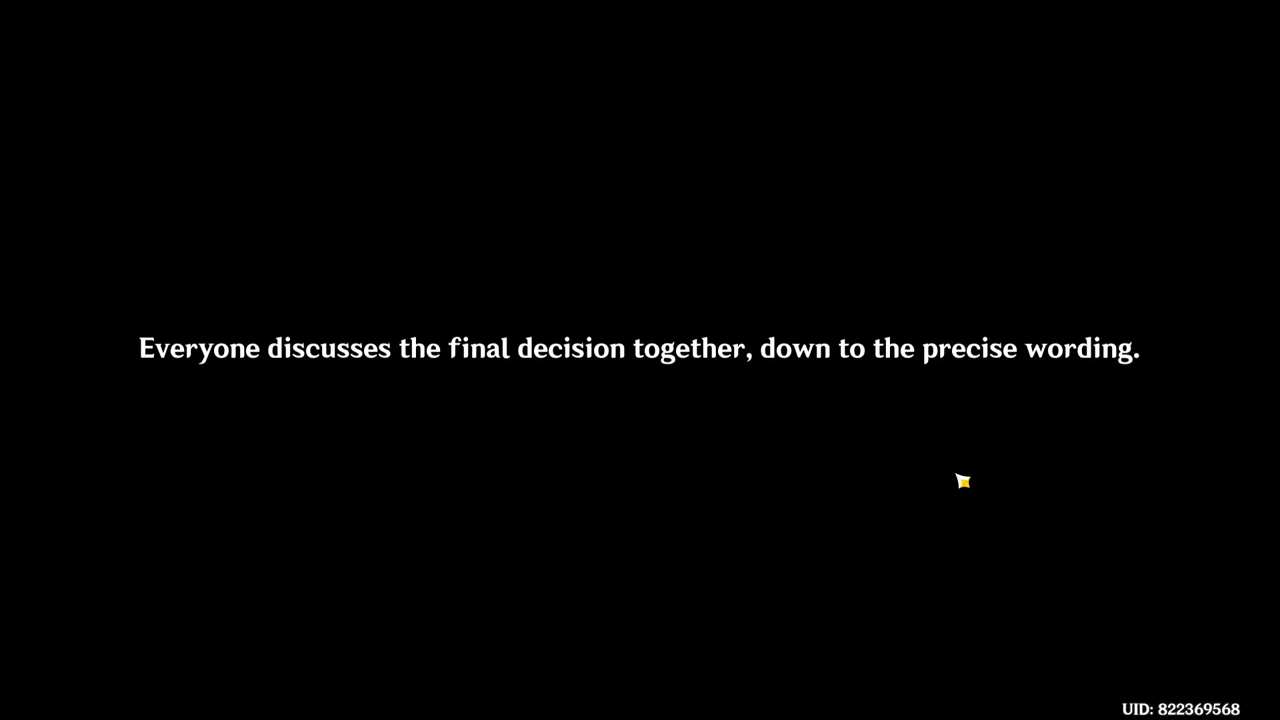 Everyone discusses the final decision together, down to the precise wording.
UID: 822369568